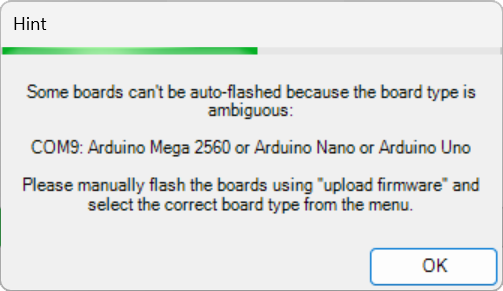 Hint
Some boards can't be auto-flashed because the board type is
ambiguous:
COM9: Arduino Mega 2560 or Arduino Nano or Arduino Uno
Please manually flash the boards using "upload firmware" and
select the correct board type from the menu.
OK